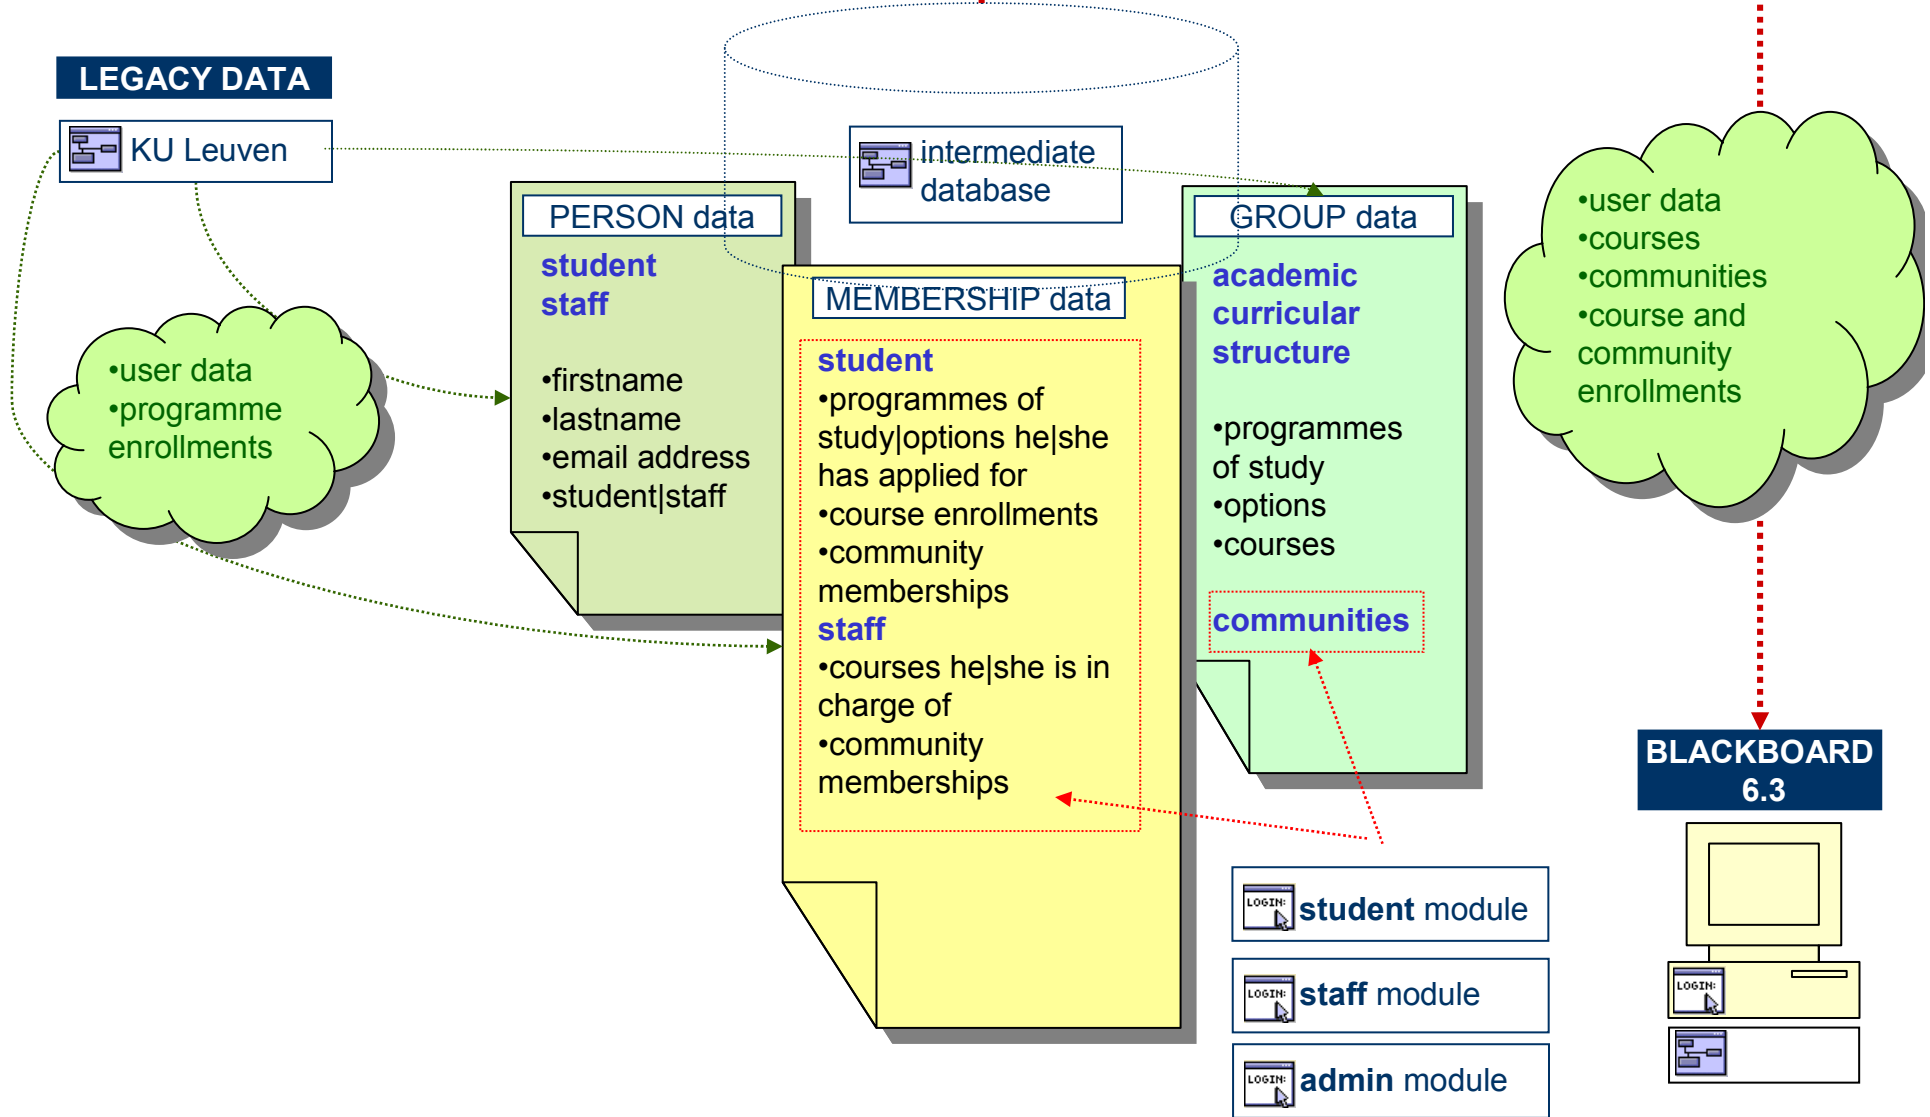 LEGACY DATA
KU Leuven
•user data
•programme
enrollments
PERSON data
student
staff
•firstname
•lastname
•email address
•student|staff
intermediate
database
MEMBERSHIP data
student
•programmes of
study|options he|she
has applied for
•course enrollments
•community
memberships
staff
•courses he|she is in
charge of
•community
memberships
GROUP data
academic
curricular
structure
•programmes
of study
•options
•courses
communities
LOGIN:
student module
LOGIN:
staff module
LOGIN:
admin module
•user data
•courses
•communities
•course and
community
enrollments
BLACKBOARD
6.3
LOGIN: